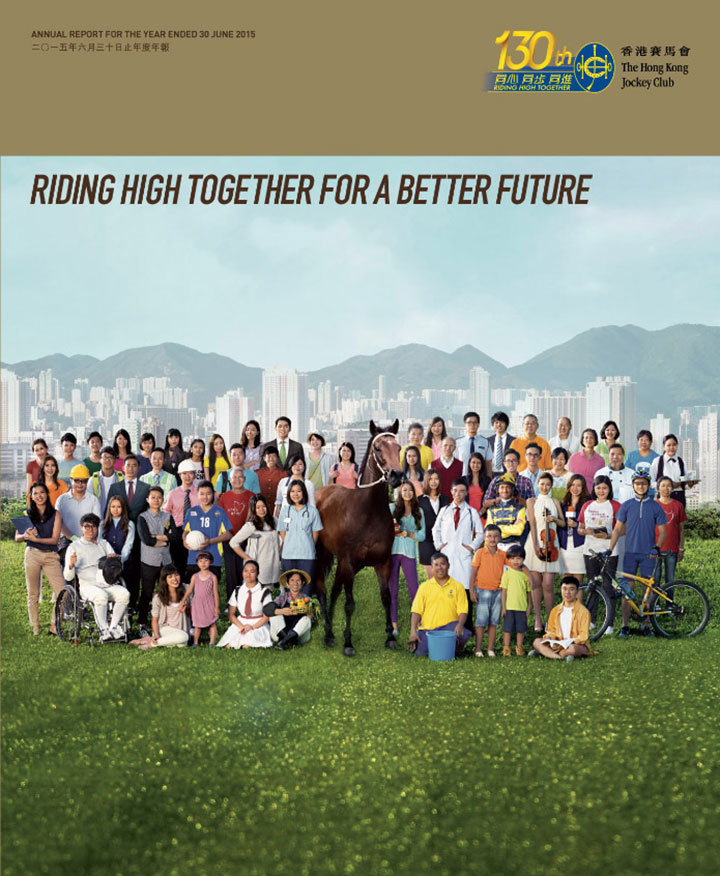 ANNUAL REPORT FOR THE YEAR ENDED 30 JUNE 2015
二〇一五年六月三十日止年度年報
130th
同心 同步 同進
RIDING HIGH TOGETHER
香港賽馬會
The Hong Kong
Jockey Club
RIDING HIGH TOGETHER FOR A BETTER FUTURE
18